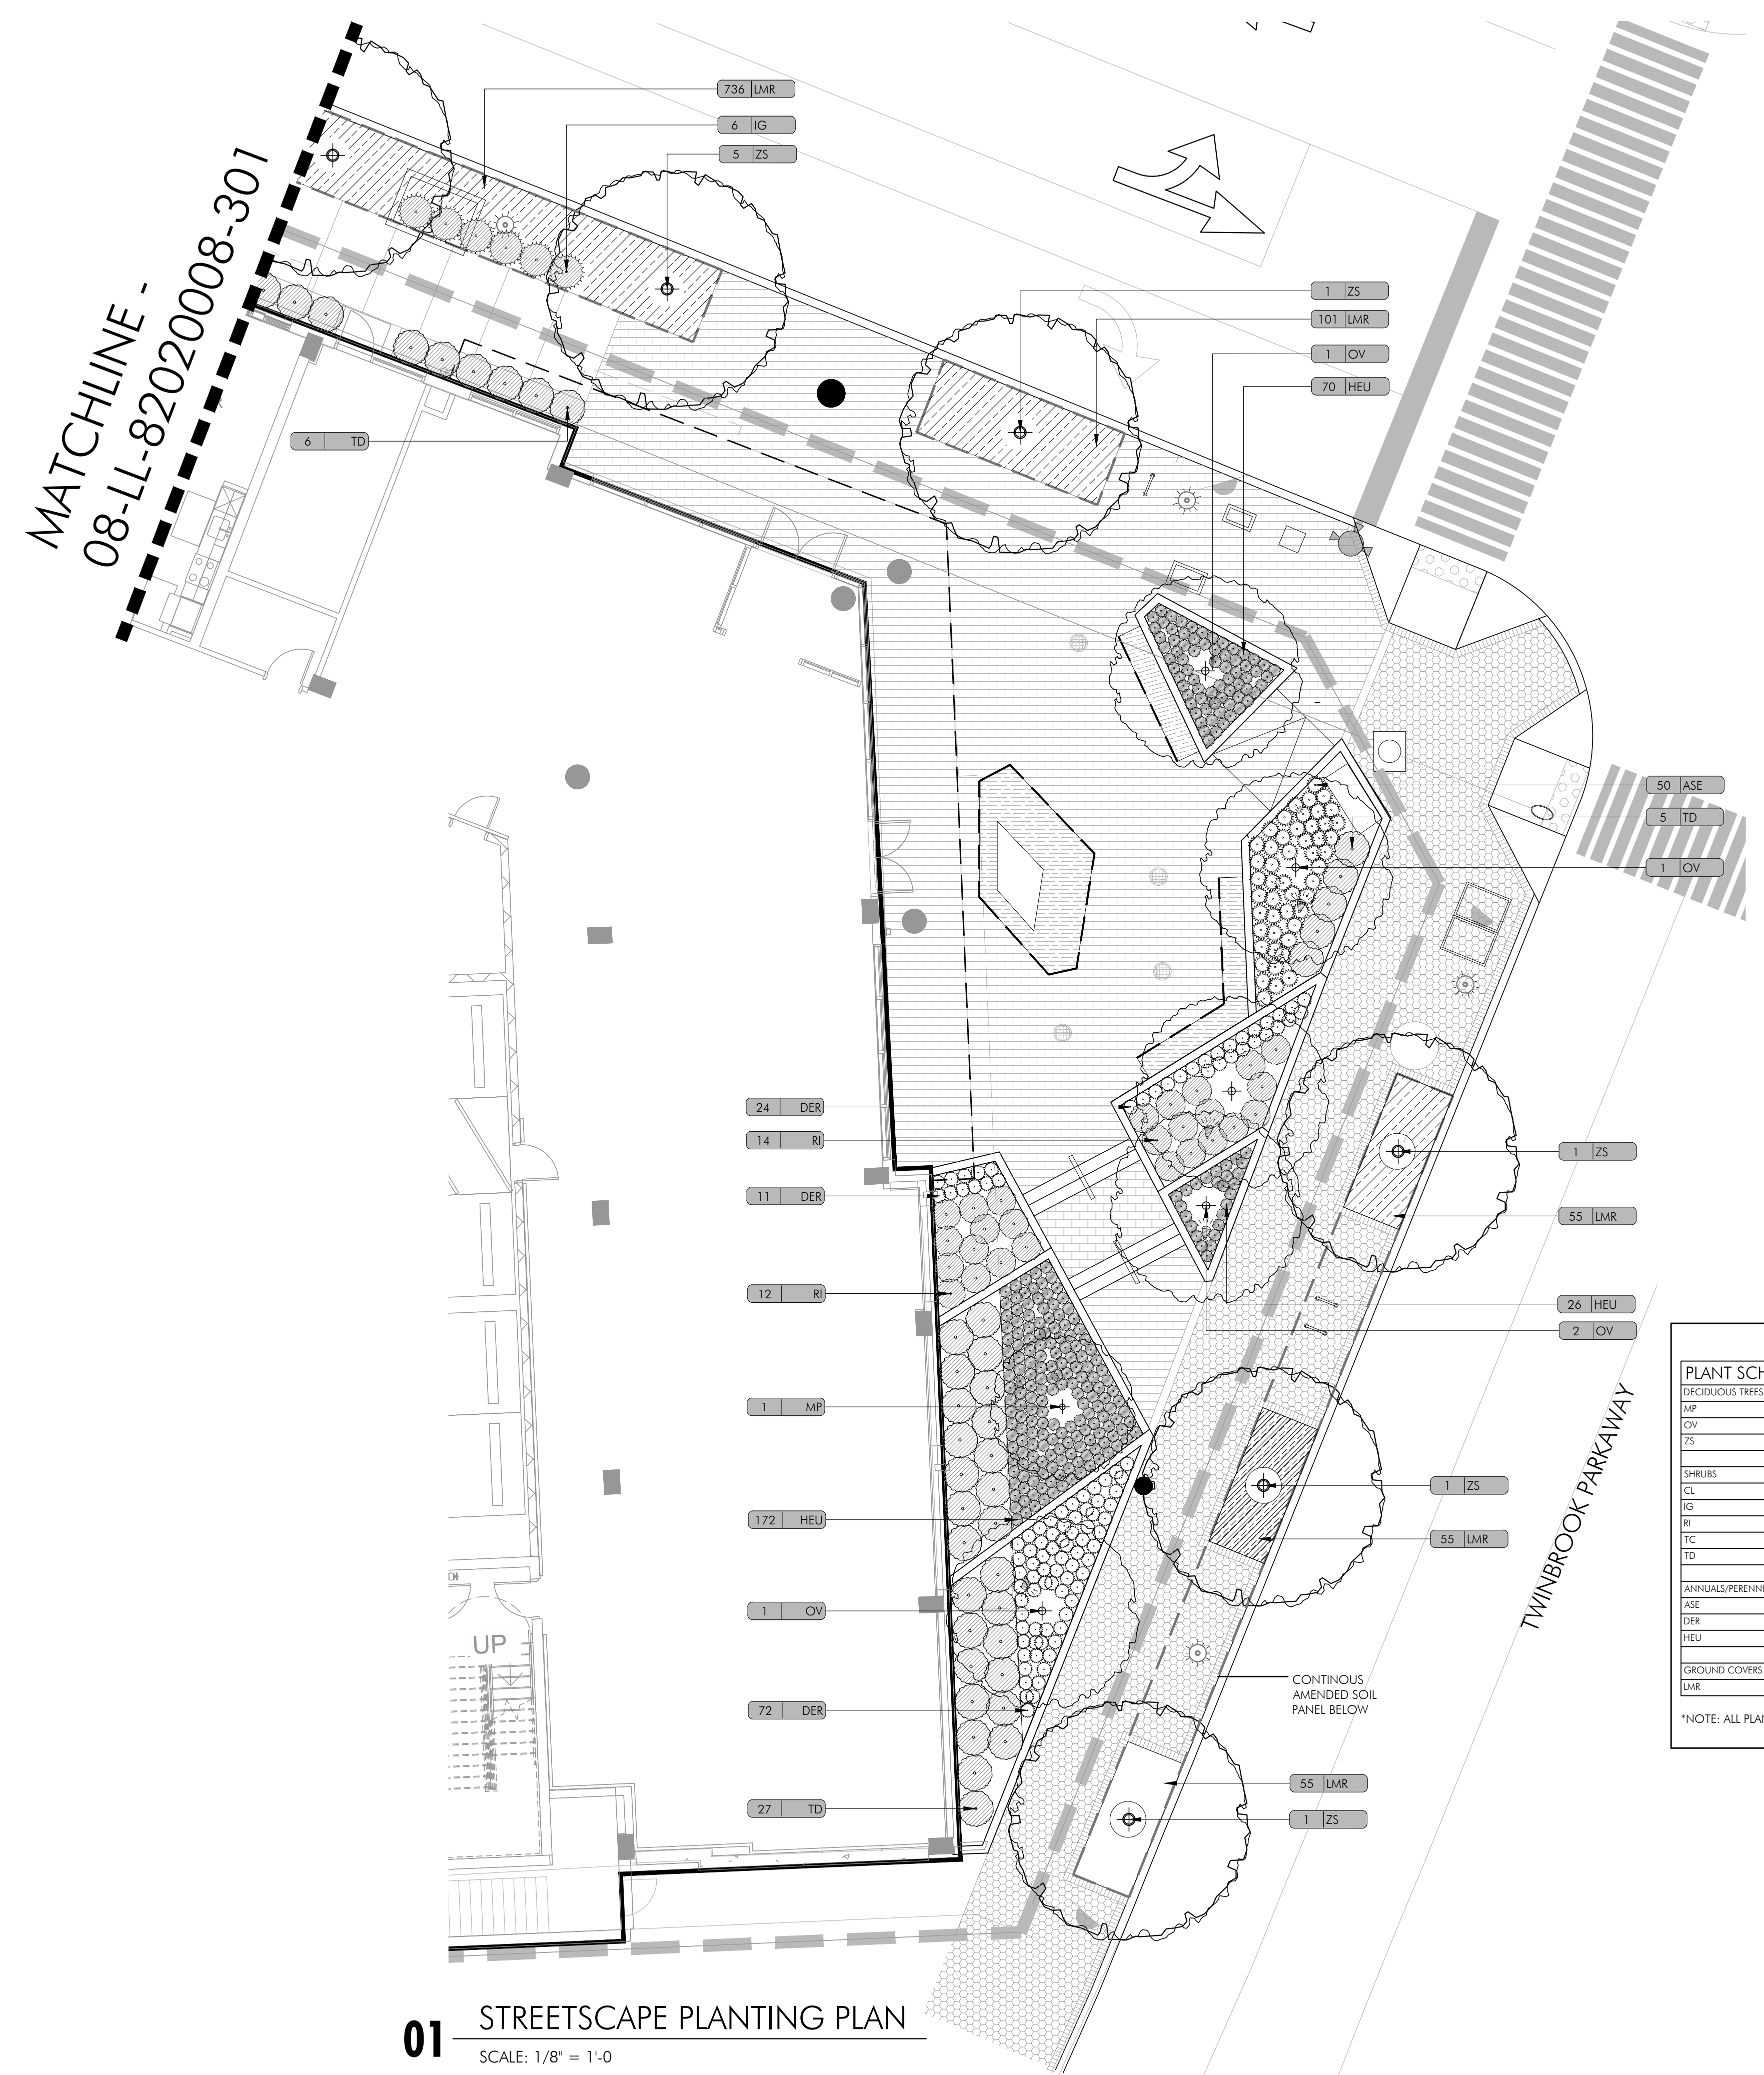 MATCHLINE -
08-LL-82020008-301
736 LMR
6 IG
5 ZS
1 ZS
101 LMR
1 OV
70 HEU
6 TD
50 ASE
5 TD
1 OV
24 DER
14 RI
11 DER
12 RI
1 MP
172 HEU
1 OV
72 DER
27 TD
1 ZS
55 LMR
26 HEU
2 OV
1 ZS
55 LMR
CONTINOUS
AMENDED SOIL
PANEL BELOW
55 LMR
1 ZS
TWINBROOK PARKAWAY
UP
PLANT SCH
DECIDUOUS TREES
MP
OV
ZS
SHRUBS
CL
IG
RI
TC
TD
ANNUALS/PERENNI
ASE
DER
HEU
GROUND COVERS
LMR
*NOTE: ALL PLA
01 STREETSCAPE PLANTING PLAN
SCALE: 1/8" = 1'-0